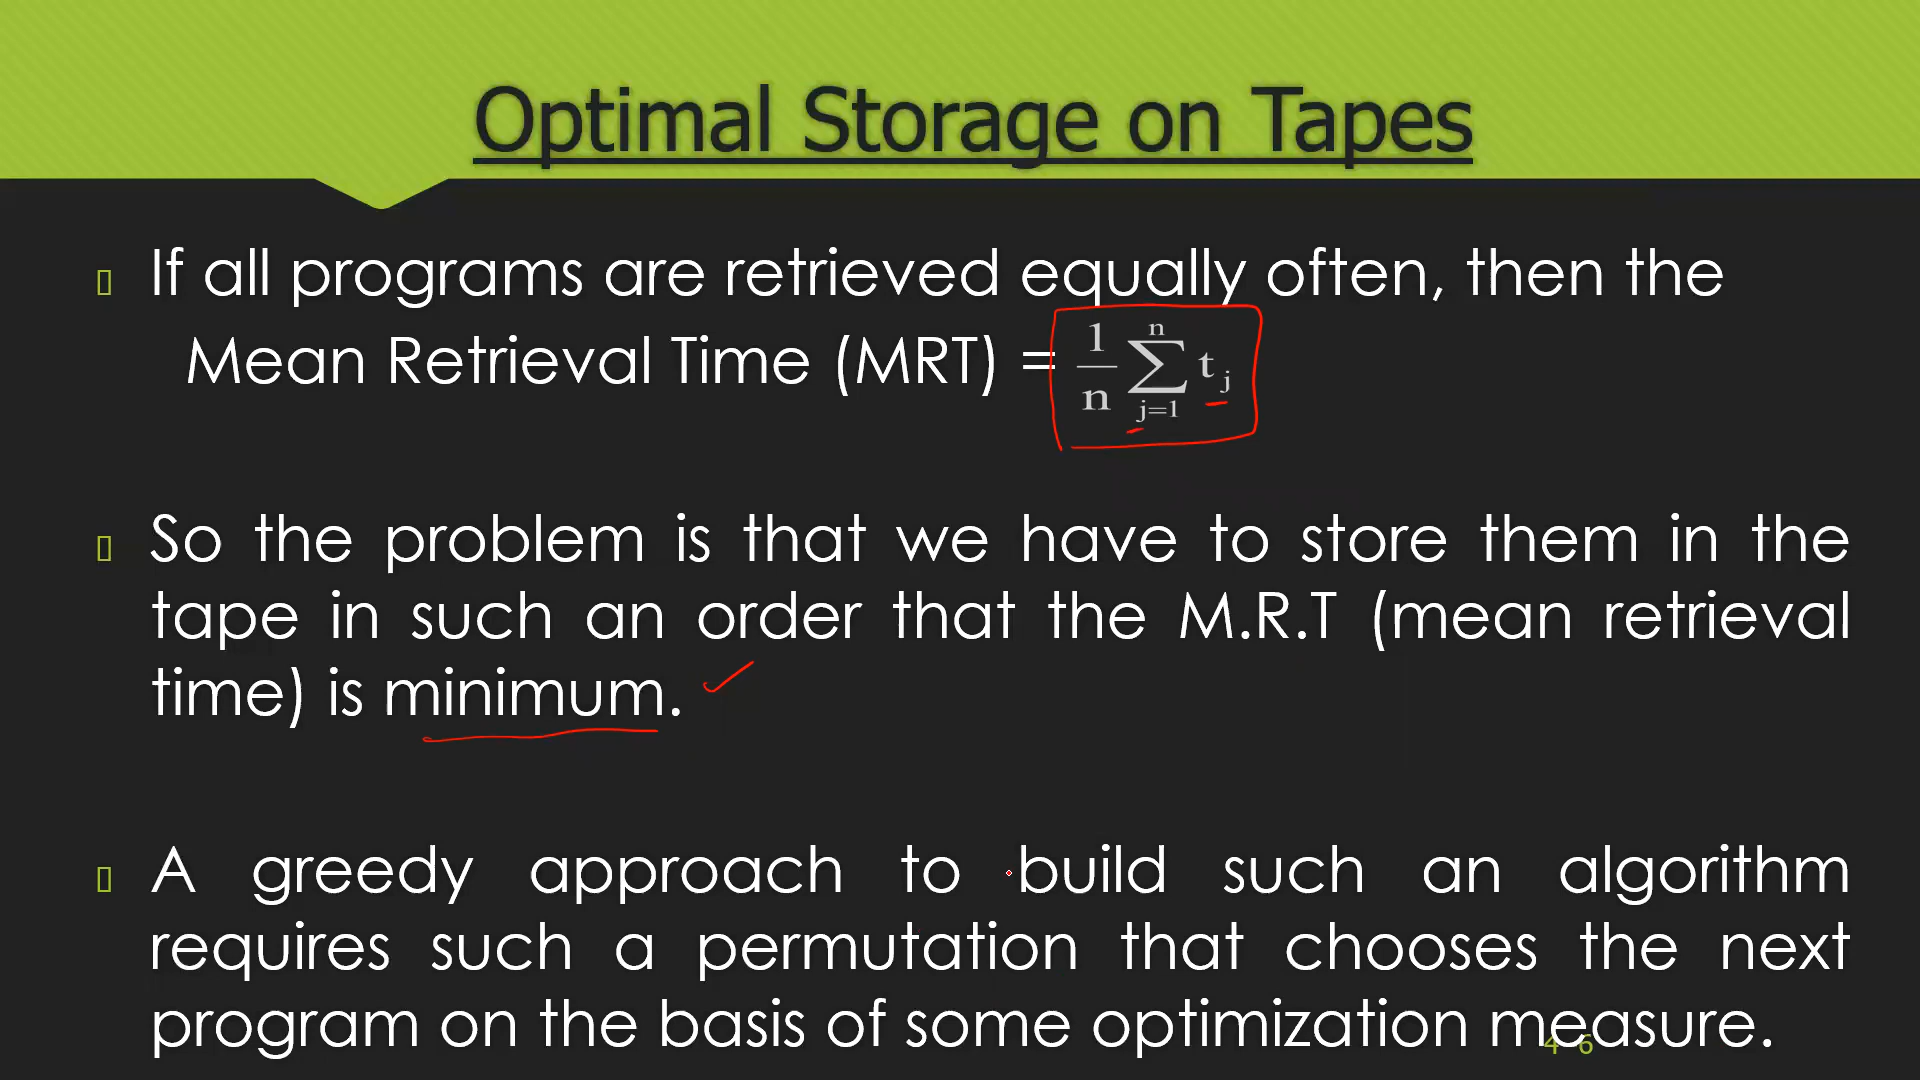 Optimal Storage on Tapes
If all programs are retrieved equally often, then the
Mean Retrieval Time (MRT) = \frac{1}{n} \sum_{j=1}^{n} t_j
So the problem is that we have to store them in the
tape in such an order that the M.R.T (mean retrieval
time) is minimum.
A greedy approach to build such an algorithm
requires such a permutation that chooses the next
program on the basis of some optimization measure.
4 6